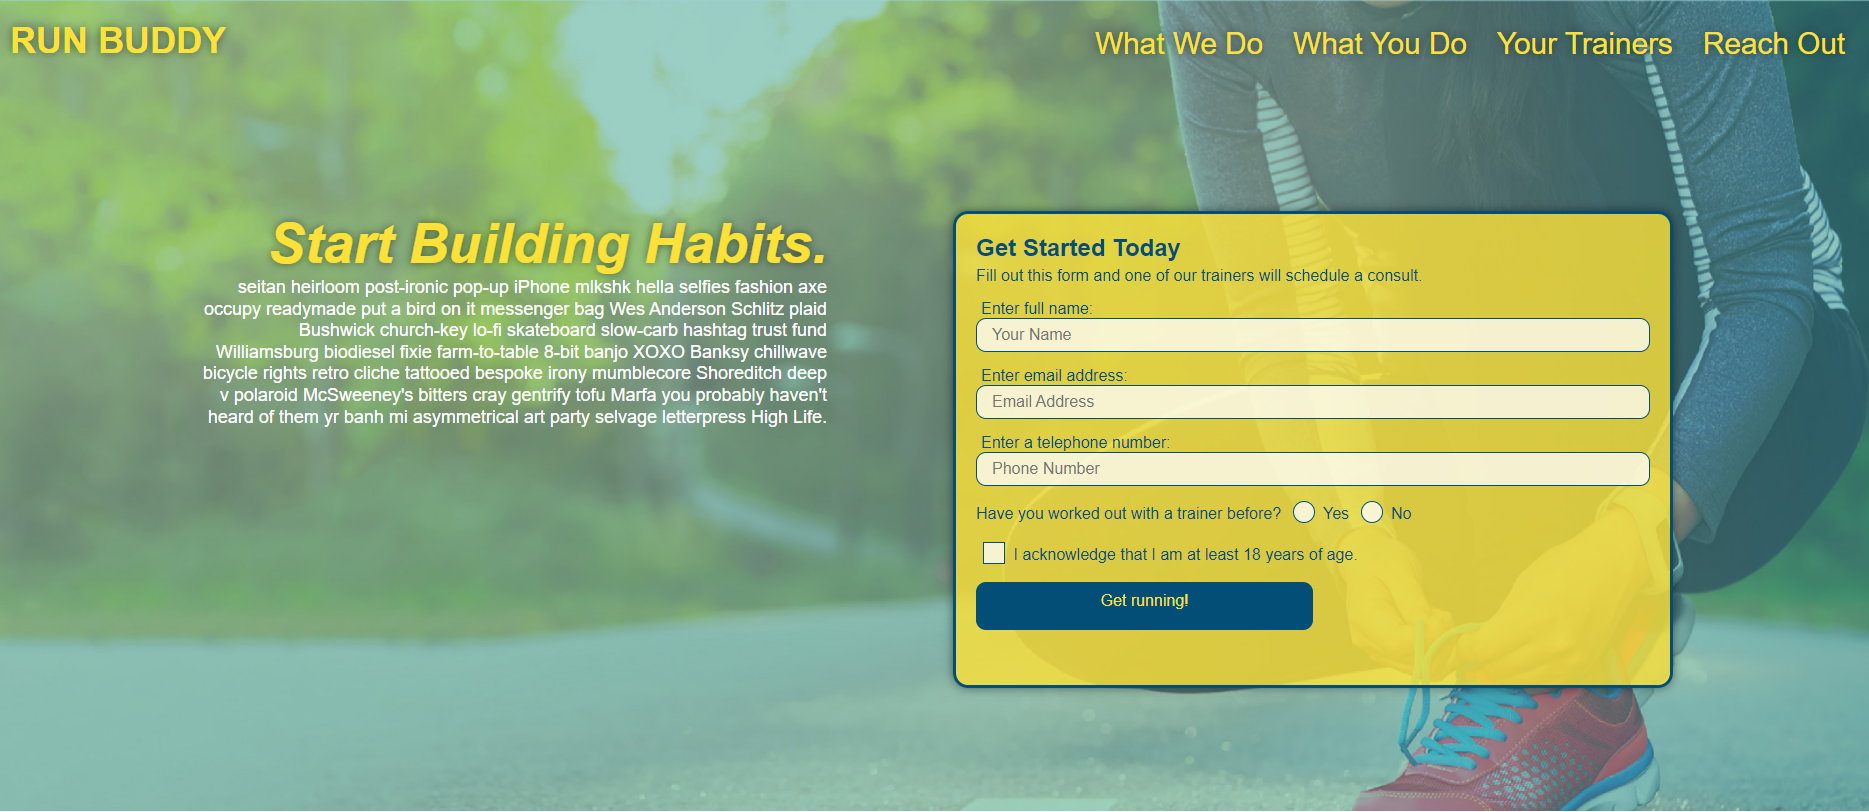 RUN BUDDY
What We Do What You Do Your Trainers Reach Out
Start Building Habits.
seitan heirloom post-ironic pop-up iPhone mlkshk hella selfies fashion axe
occupy readymade put a bird on it messenger bag Wes Anderson Schlitz plaid
Bushwick church-key lo-fi skateboard slow-carb hashtag trust fund
Williamsburg biodiesel fixie farm-to-table 8-bit banjo XOXO Banksy chillwave
bicycle rights retro cliche tattooed bespoke irony mumblecore Shoreditch deep
v polaroid McSweeney's bitters cray gentrify tofu Marfa you probably haven't
heard of them yr banh mi asymmetrical art party selvage letterpress High Life.
Get Started Today
Fill out this form and one of our trainers will schedule a consult.
Enter full name:
Your Name
Enter email address:
Email Address
Enter a telephone number:
Phone Number
Have you worked out with a trainer before? Yes No
I acknowledge that I am at least 18 years of age.
Get running!